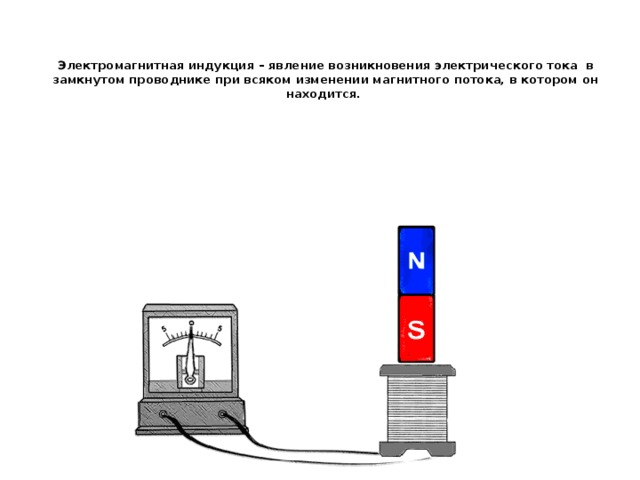 Электромагнитная индукция – явление возникновения электрического тока в
замкнутом проводнике при всяком изменении магнитного потока, в котором он
находится.
N
S
5 0 5